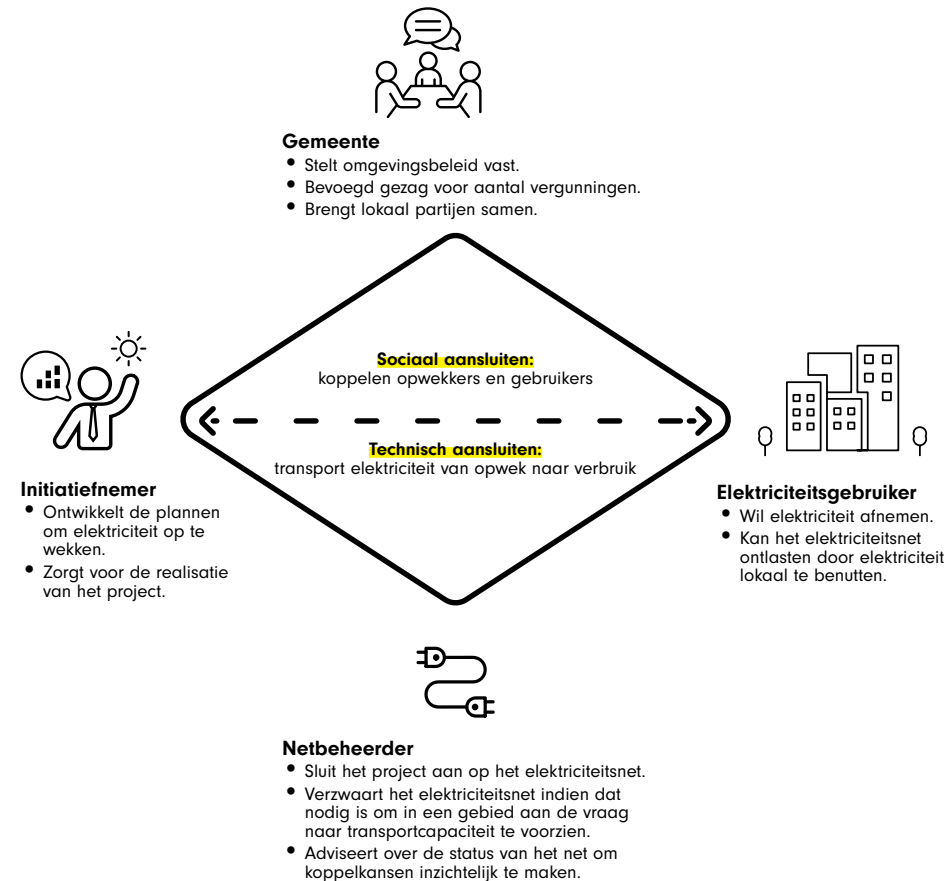 Gemeente
• Stelt omgevingsbeleid vast.
• Bevoegd gezag voor aantal vergunningen.
• Brengt lokaal partijen samen.
Sociaal aansluiten:
koppelen opwekkers en gebruikers
Technisch aansluiten:
transport elektriciteit van opwek naar verbruik
Initiatiefnemer
• Ontwikkelt de plannen
om elektriciteit op te
wekken.
• Zorgt voor de realisatie
van het project.
Elektriciteitsgebruiker
• Wil elektriciteit afnemen.
• Kan het elektriciteitsnet
ontlasten door elektriciteit
lokaal te benutten.
Netbeheerder
• Sluit het project aan op het elektriciteitsnet.
• Verzwaart het elektriciteitsnet indien dat
nodig is om in een gebied aan de vraag
naar transportcapaciteit te voorzien.
• Adviseert over de status van het net om
koppelkansen inzichtelijk te maken.